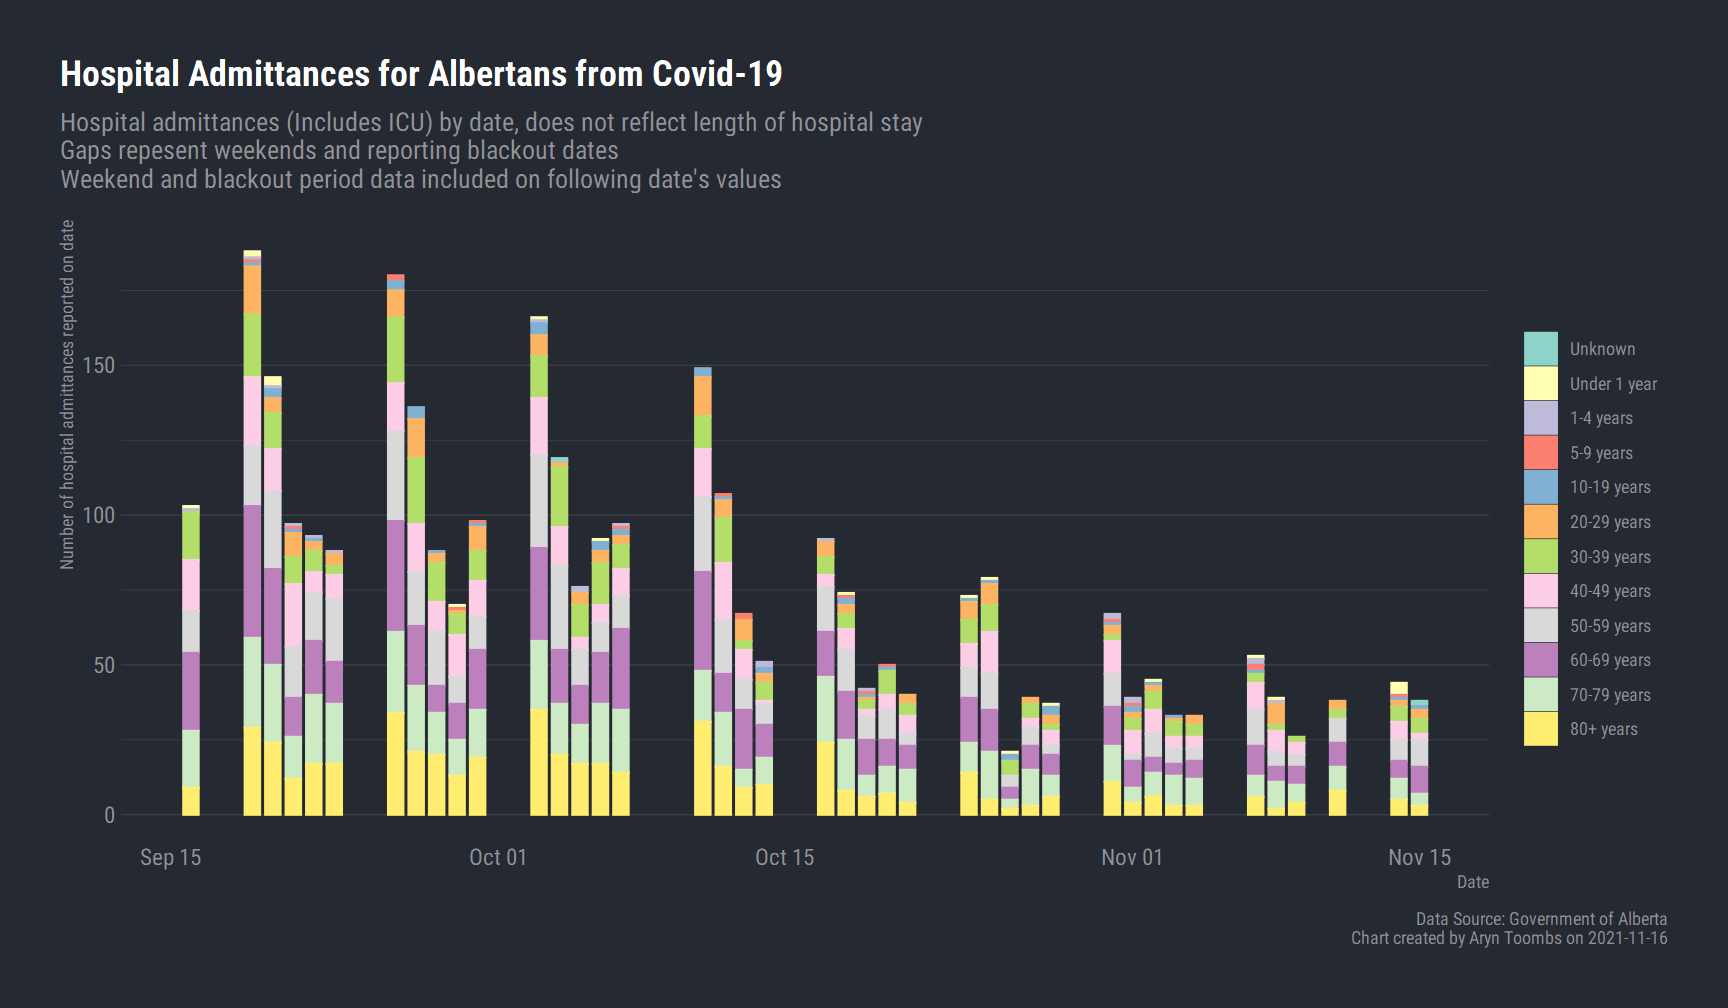 Hospital Admittances for Albertans from Covid-19
Hospital admittances (Includes ICU) by date, does not reflect length of hospital stay
Gaps repesent weekends and reporting blackout dates
Weekend and blackout period data included on following date's values
Number of hospital admittances reported on date
150
100
50
0
Sep 15
Oct 01
Oct 15
Nov 01
Nov 15
Date
Unknown
Under 1 year
1-4 years
5-9 years
10-19 years
20-29 years
30-39 years
40-49 years
50-59 years
60-69 years
70-79 years
80+ years
Data Source: Government of Alberta
Chart created by Aryn Toombs on 2021-11-16